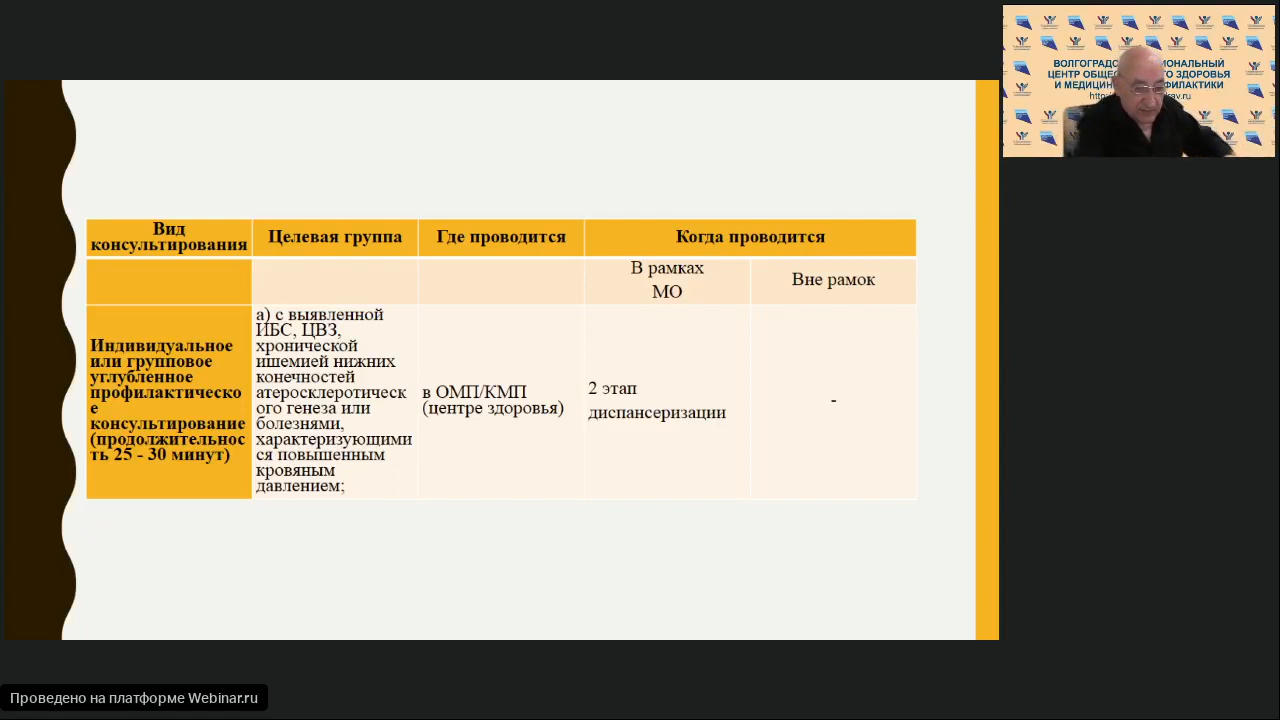 ВОЛГОГРАДС ИОНАЛЬНЫЙ
ЦЕНТР ОБЩЕС ГО ЗДОРОВЬЯ
И МЕДИЦИН ФИЛАКТИКИ
Вид
консультирования
Целевая группа
Где проводится
Когда проводится
В рамках
МО
Вне рамок
Индивидуальное
или групповое
углубленное
профилактическо
е
консультирование
(продолжительнос
ть 25 - 30 минут)
а) с выявленной
ИБС, ЦВЗ,
хронической
ишемией нижних
конечностей
атеросклеротическ
ого генеза или
болезнями,
характеризующими
ся повышенным
кровяным
давлением;
в ОМП/КМП
(центре здоровья)
2 этап
диспансеризации
-
Проведено на платформе Webinar.ru